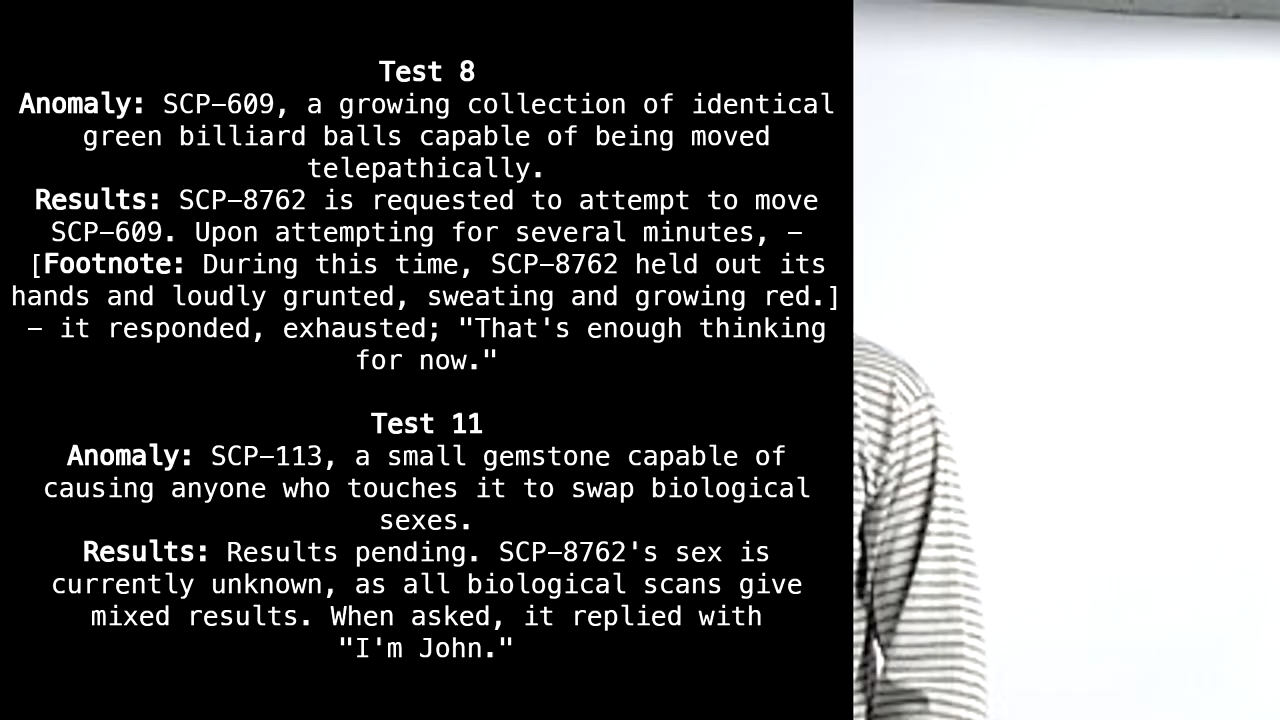 Test 8
Anomaly: SCP-609, a growing collection of identical
green billiard balls capable of being moved
telepathically.
Results: SCP-8762 is requested to attempt to move
SCP-609. Upon attempting for several minutes, –
[Footnote: During this time, SCP-8762 held out its
hands and loudly grunted, sweating and growing red.]
– it responded, exhausted; "That's enough thinking
for now."
Test 11
Anomaly: SCP-113, a small gemstone capable of
causing anyone who touches it to swap biological
sexes.
Results: Results pending. SCP-8762's sex is
currently unknown, as all biological scans give
mixed results. When asked, it replied with
"I'm John."